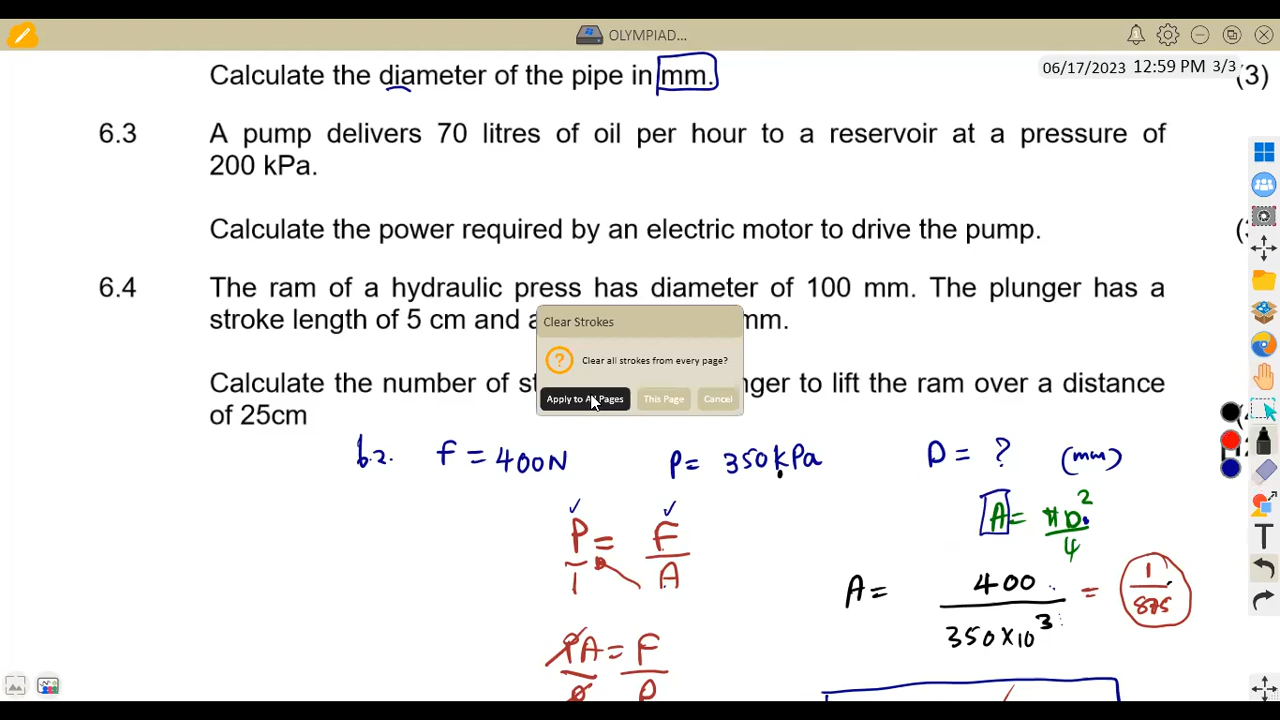 OLYMPIAD...
06/17/2023 12:59 PM 3/3
Calculate the diameter of the pipe in mm. (3)
6.3 A pump delivers 70 litres of oil per hour to a reservoir at a pressure of
200 kPa.
Calculate the power required by an electric motor to drive the pump.
6.4 The ram of a hydraulic press has diameter of 100 mm. The plunger has a
stroke length of 5 cm and a mm.
Clear Strokes
Clear all strokes from every page?
Apply to All Pages This Page Cancel
Calculate the number of st nger to lift the ram over a distance
of 25cm
6.2. F = 400N P = 350kPa D = ? (mm)
A = πD²/4
P/1 = F/A
A = 400/350×10³ = 1/875
PA/P = F/P
T